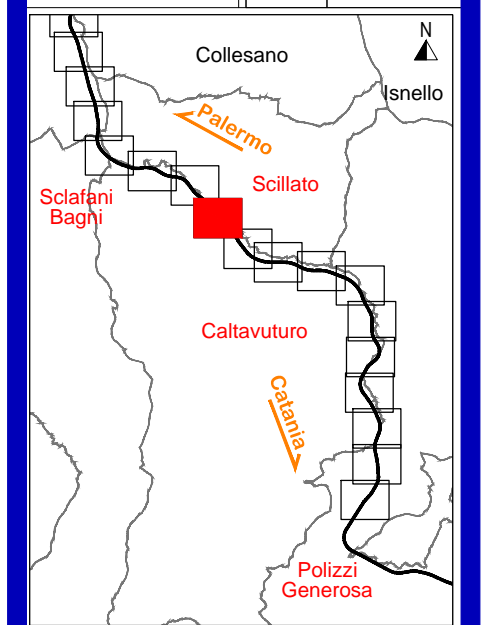 N
Collesano
Isnello
Palermo
Scillato
Sclafani
Bagni
Caltavuturo
Catania
Polizzi
Generosa